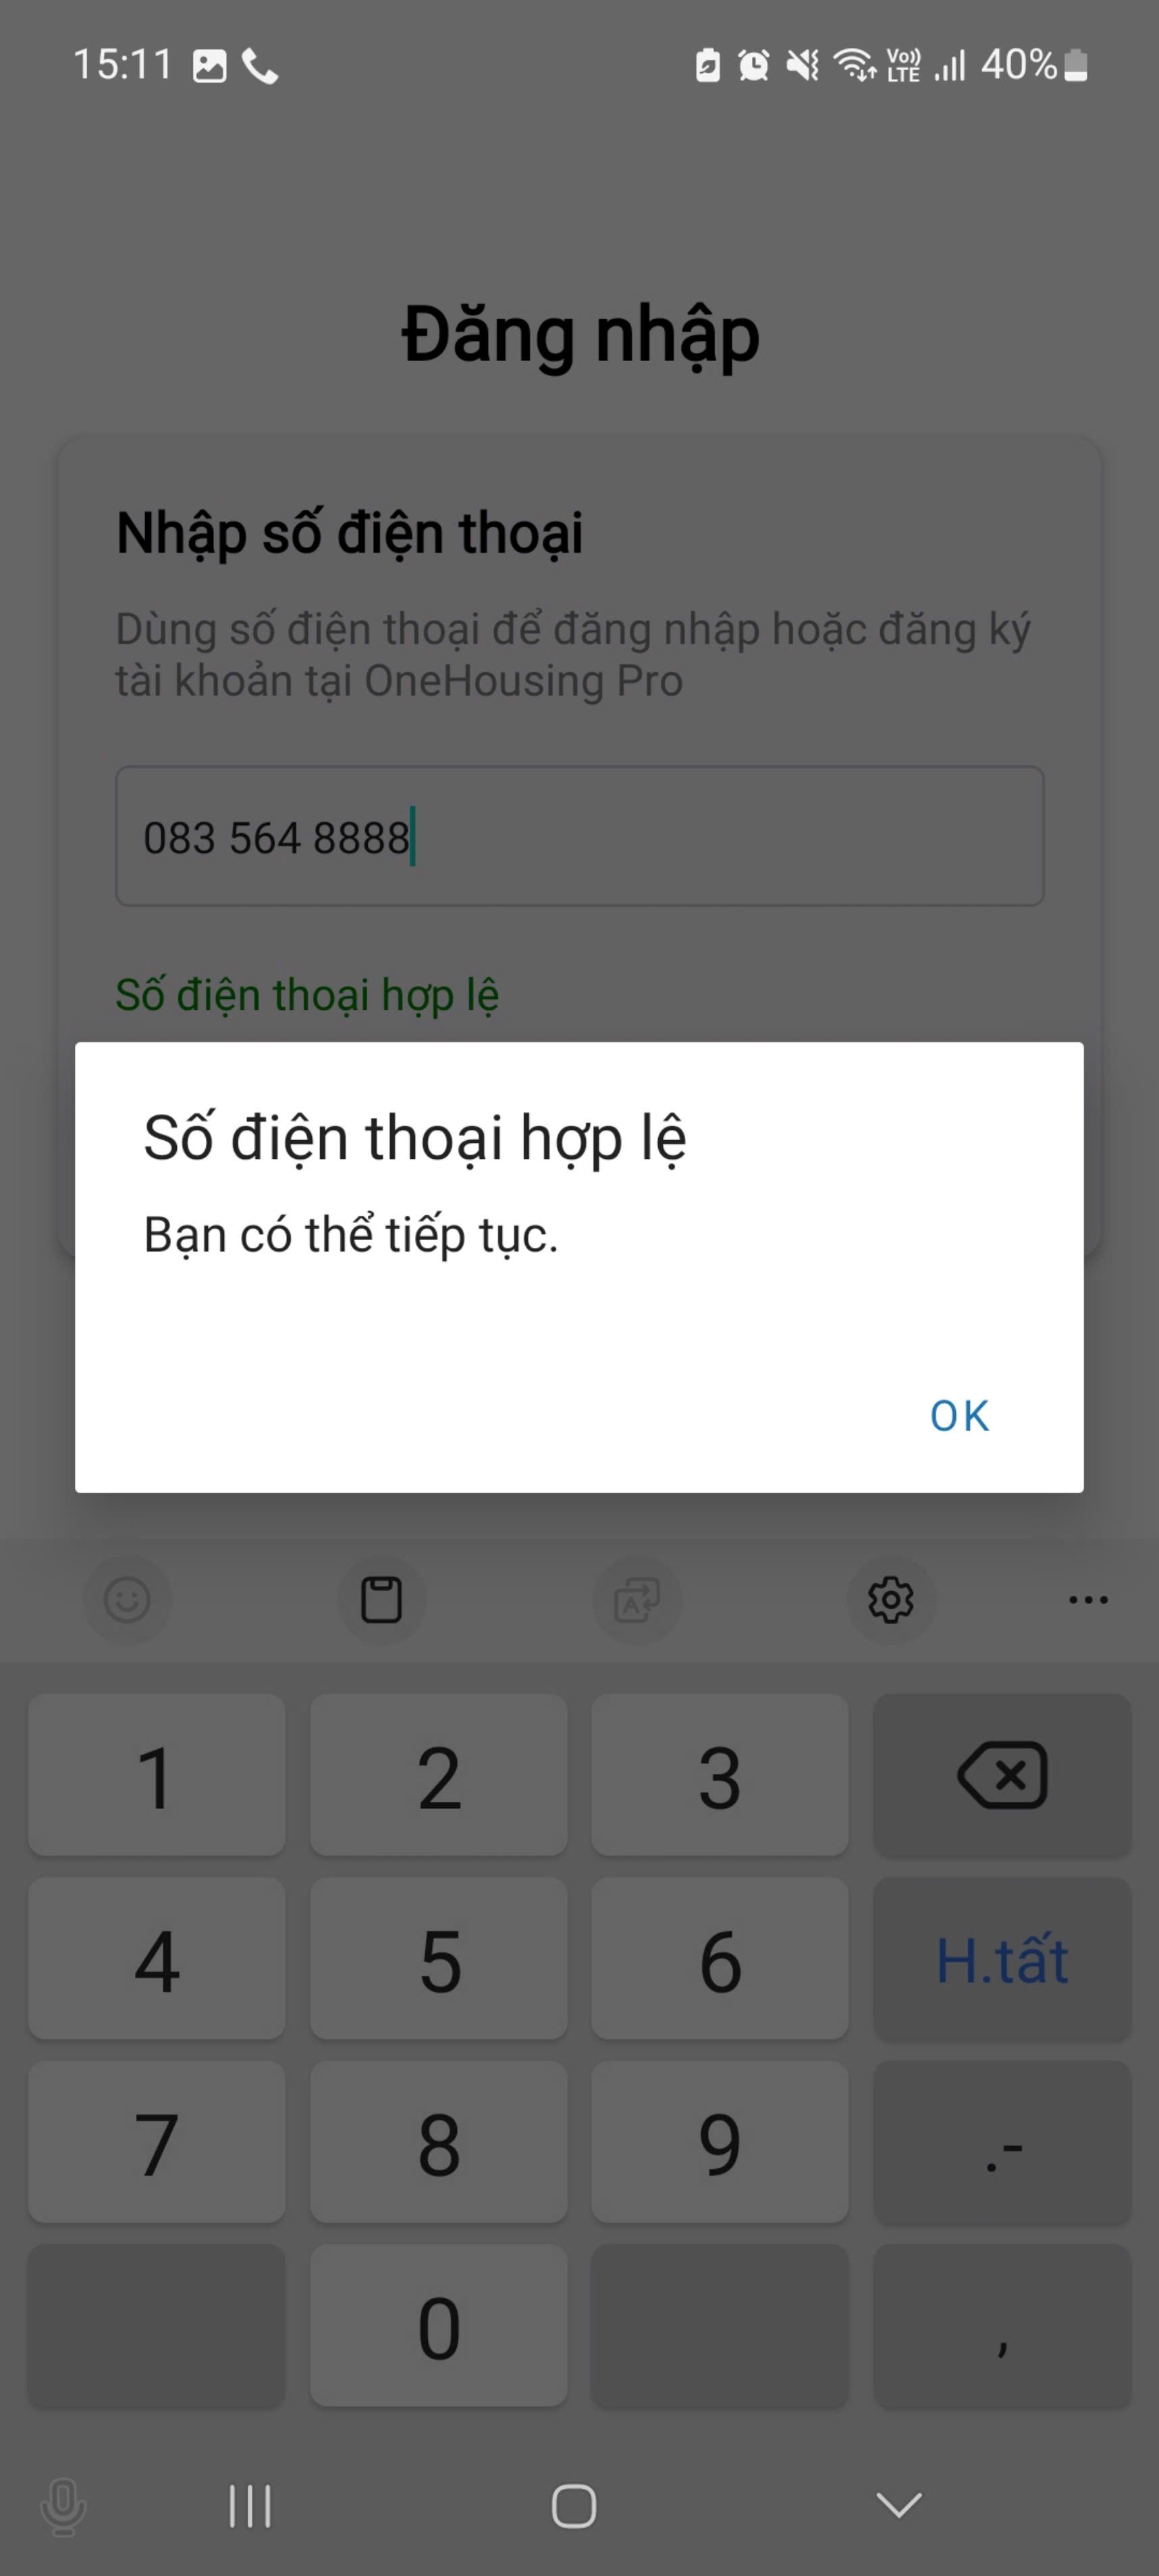 15:11
Vo)) LTE
40%
Đăng nhập
Nhập số điện thoại
Dùng số điện thoại để đăng nhập hoặc đăng ký
tài khoản tại OneHousing Pro
083 564 8888
Số điện thoại hợp lệ
Số điện thoại hợp lệ
Bạn có thể tiếp tục.
OK
1 2 3
4 5 6 H.tất
7 8 9 .-
0 ,